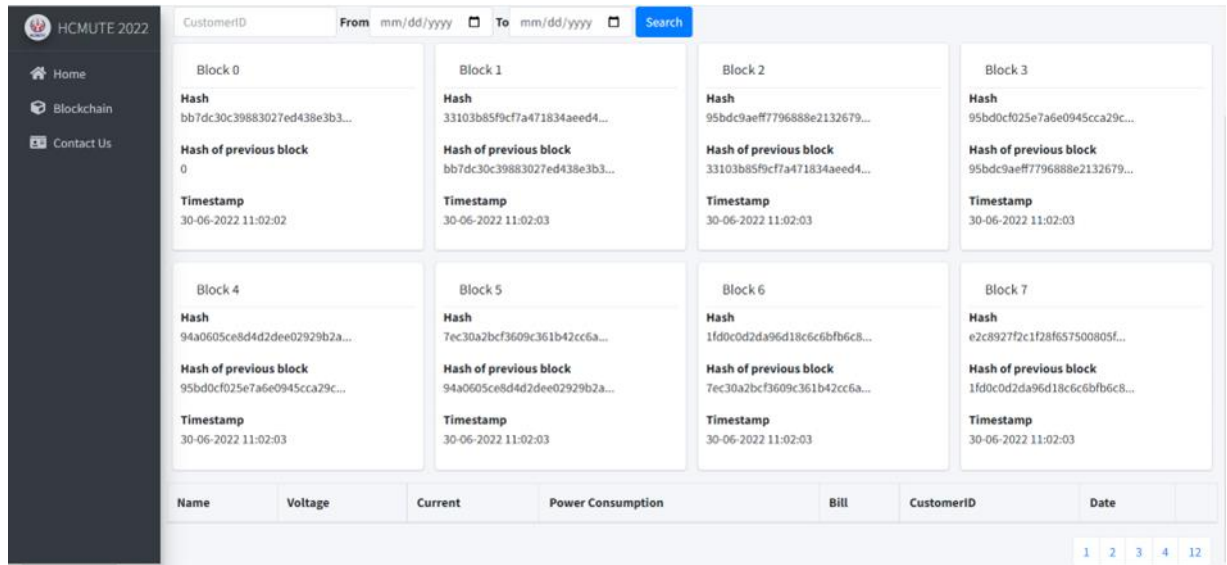 HCMUTE 2022
Home
Blockchain
Contact Us
CustomerID From mm/dd/yyyy To mm/dd/yyyy Search
Block 0
Hash
bb7dc30c39883027ed438e3b3...
Hash of previous block
0
Timestamp
30-06-2022 11:02:02
Block 1
Hash
33103b85f9cf7a471834aeed4...
Hash of previous block
bb7dc30c39883027ed438e3b3...
Timestamp
30-06-2022 11:02:03
Block 2
Hash
95bdc9aeff7796888e2132679...
Hash of previous block
33103b85f9cf7a471834aeed4...
Timestamp
30-06-2022 11:02:03
Block 3
Hash
95bd0cf025e7a6e0945cca29c...
Hash of previous block
95bdc9aeff7796888e2132679...
Timestamp
30-06-2022 11:02:03
Block 4
Hash
94a0605ce8d4d2dee02929b2a...
Hash of previous block
95bd0cf025e7a6e0945cca29c...
Timestamp
30-06-2022 11:02:03
Block 5
Hash
7ec30a2bcf3609c361b42cc6a...
Hash of previous block
94a0605ce8d4d2dee02929b2a...
Timestamp
30-06-2022 11:02:03
Block 6
Hash
1fd0c0d2da96d18c6c6bfb6c8...
Hash of previous block
7ec30a2bcf3609c361b42cc6a...
Timestamp
30-06-2022 11:02:03
Block 7
Hash
e2c8927f2c1f28f657500805f...
Hash of previous block
1fd0c0d2da96d18c6c6bfb6c8...
Timestamp
30-06-2022 11:02:03
Name Voltage Current Power Consumption Bill CustomerID Date
1 2 3 4 12